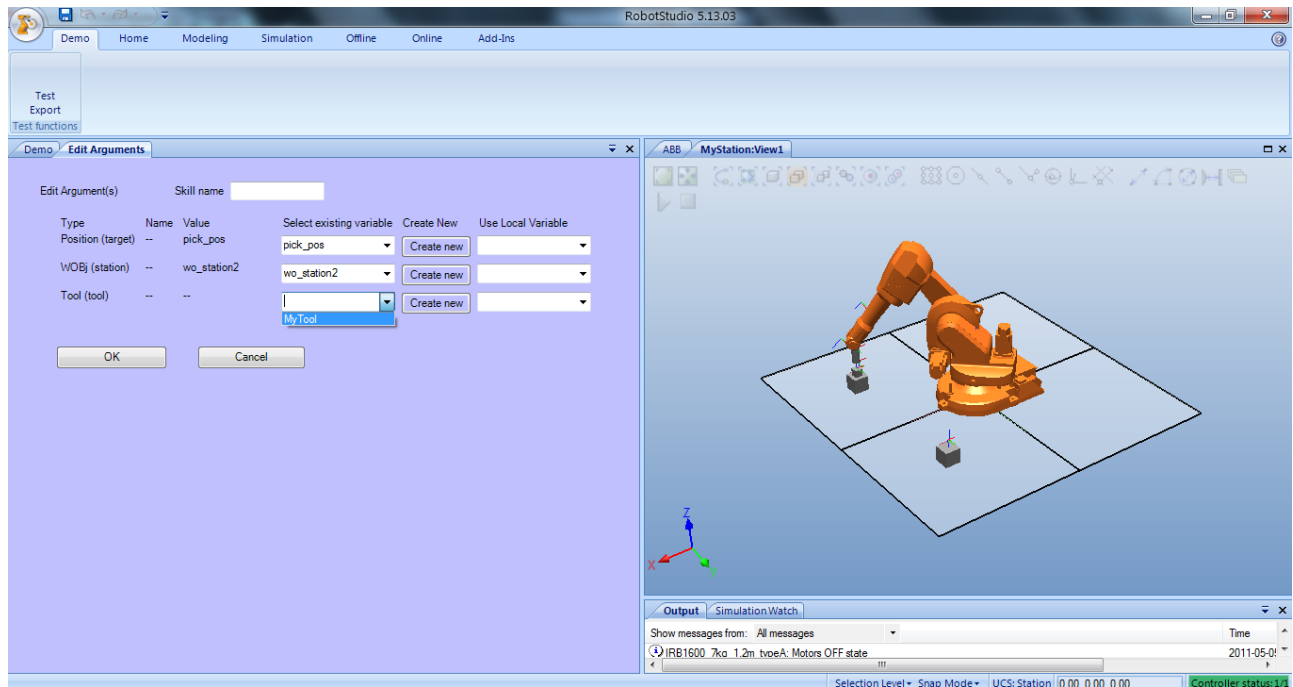 RobotStudio 5.13.03
Demo Home Modeling Simulation Offline Online Add-Ins
Test
Export
Test functions
Demo Edit Arguments
ABB MyStation:View1
Edit Argument(s) Skill name
Type Name Value Select existing variable Create New Use Local Variable
Position (target) -- pick_pos pick_pos Create new
WOBj (station) -- wo_station2 wo_station2 Create new
Tool (tool) -- -- Create new
MyTool
OK Cancel
Z
X
Output Simulation Watch
Show messages from: All messages Time
IRB1600_7kg_1.2m_typeA: Motors OFF state 2011-05-0
Selection Level Snap Mode UCS: Station 0.00 0.00 0.00 Controller status: 1/1